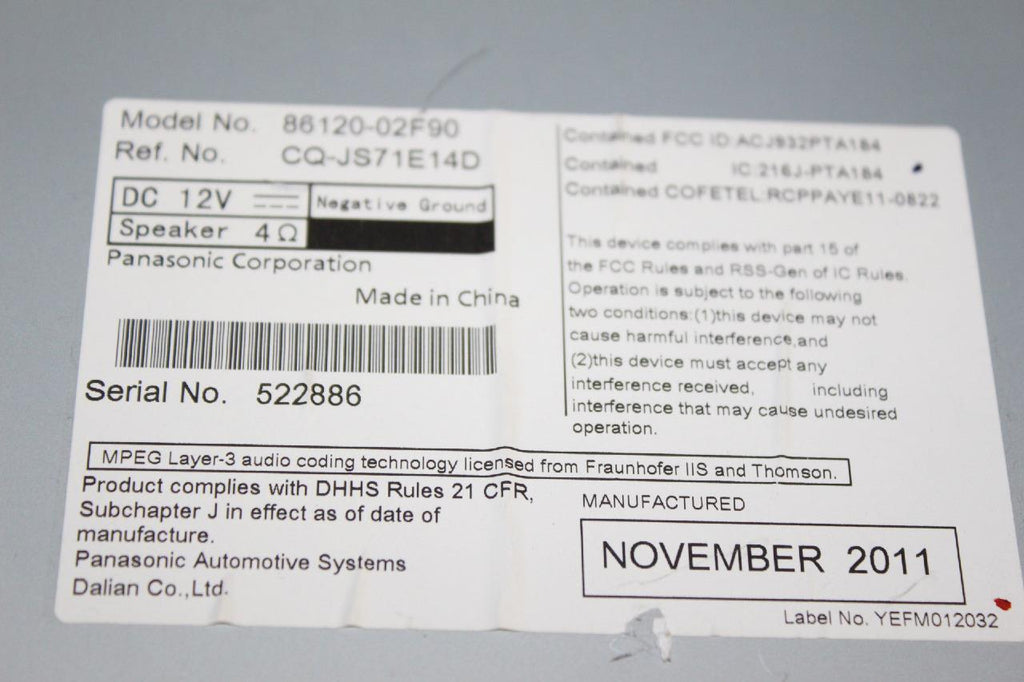 Model No. 86120-02F90
Ref. No. CQ-JS71E14D
DC 12V Negative Ground
Speaker 4Ω
Panasonic Corporation
Made in China
Serial No. 522886
Contained FCC ID:ACJ932PTA184
Contained IC:216J-PTA184
Contained COFETEL:RCPPAYE11-0822
This device complies with part 15 of
the FCC Rules and RSS-Gen of IC Rules.
Operation is subject to the following
two conditions:(1)this device may not
cause harmful interference,and
(2)this device must accept any
interference received, including
interference that may cause undesired
operation.
MPEG Layer-3 audio coding technology licensed from Fraunhofer IIS and Thomson.
Product complies with DHHS Rules 21 CFR,
Subchapter J in effect as of date of
manufacture.
Panasonic Automotive Systems
Dalian Co.,Ltd.
MANUFACTURED
NOVEMBER 2011
Label No. YEFM012032